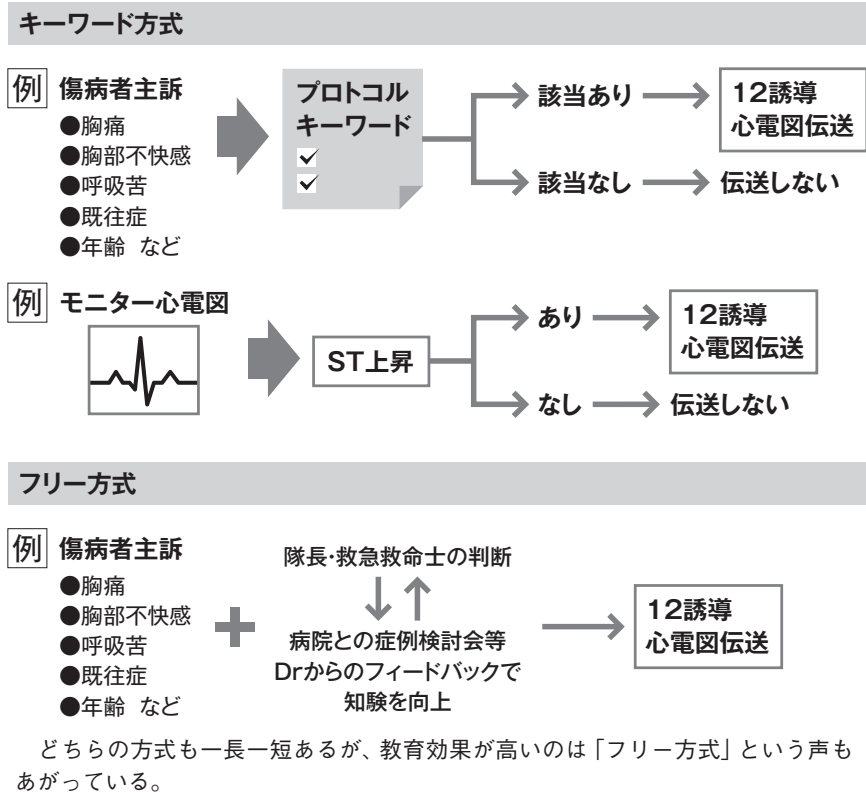 キーワード方式
例 傷病者主訴
●胸痛
●胸部不快感
●呼吸苦
●既往症
●年齢 など
プロトコル
キーワード
該当あり
12誘導
心電図伝送
該当なし
伝送しない
例 モニター心電図
ST上昇
あり
12誘導
心電図伝送
なし
伝送しない
フリー方式
例 傷病者主訴
●胸痛
●胸部不快感
●呼吸苦
●既往症
●年齢 など
隊長・救急救命士の判断
病院との症例検討会等
Drからのフィードバックで
知験を向上
12誘導
心電図伝送
どちらの方式も一長一短あるが、教育効果が高いのは「フリー方式」という声も
あがっている。